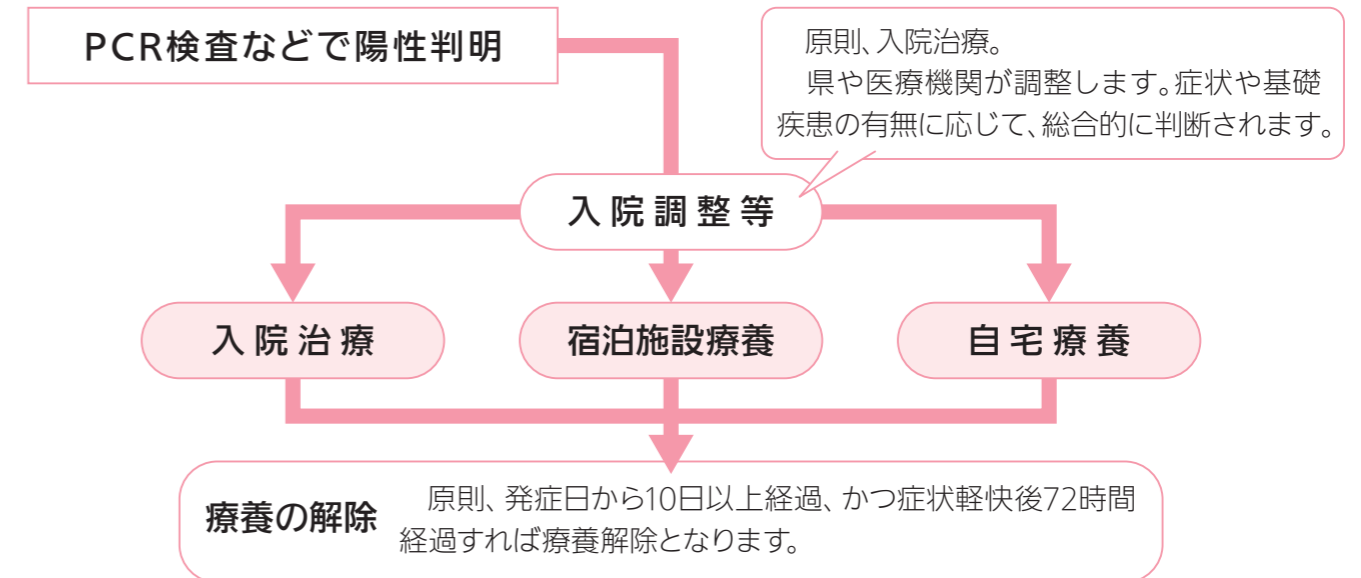 PCR検査などで陽性判明
原則、入院治療。
県や医療機関が調整します。症状や基礎
疾患の有無に応じて、総合的に判断されます。
入院調整等
入院治療
宿泊施設療養
自宅療養
療養の解除
原則、発症日から10日以上経過、かつ症状軽快後72時間
経過すれば療養解除となります。